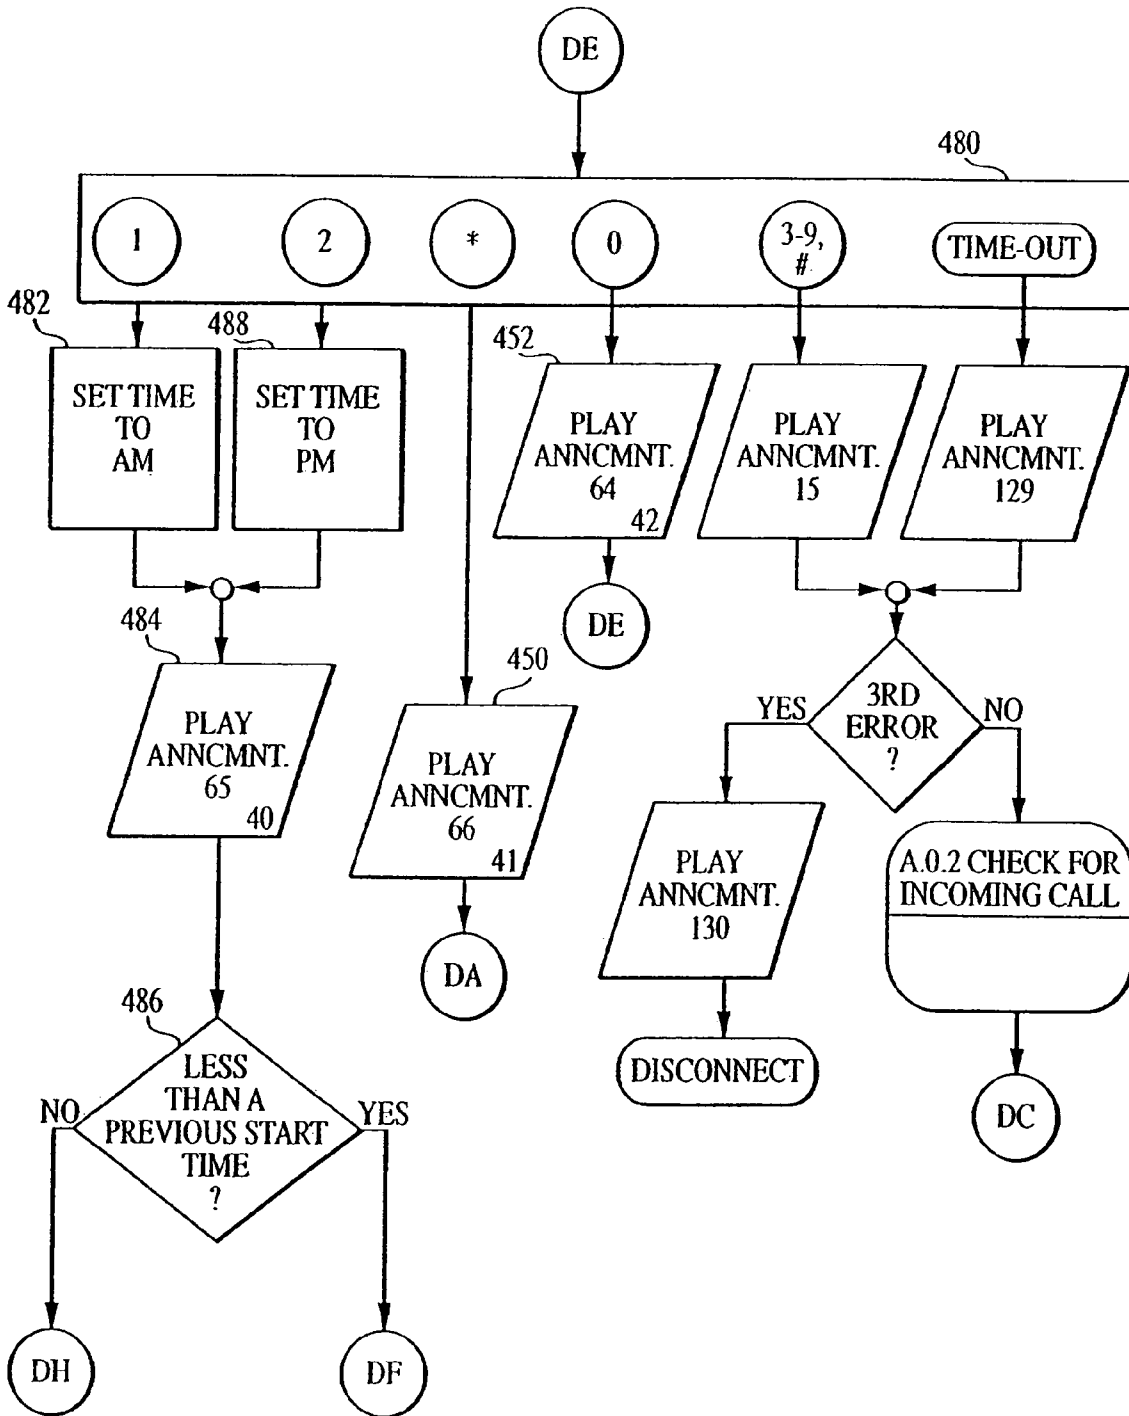 DE
480
1
2
*
0
3-9,
#
TIME-OUT
482
488
452
SET TIME
TO
AM
SET TIME
TO
PM
PLAY
ANNCMNT.
64
42
PLAY
ANNCMNT.
15
PLAY
ANNCMNT.
129
DE
484
450
PLAY
ANNCMNT.
65
40
PLAY
ANNCMNT.
66
41
3RD
ERROR
?
YES
NO
PLAY
ANNCMNT.
130
A.0.2 CHECK FOR
INCOMING CALL
DA
DISCONNECT
DC
486
LESS
THAN A
PREVIOUS START
TIME
?
NO
YES
DH
DF